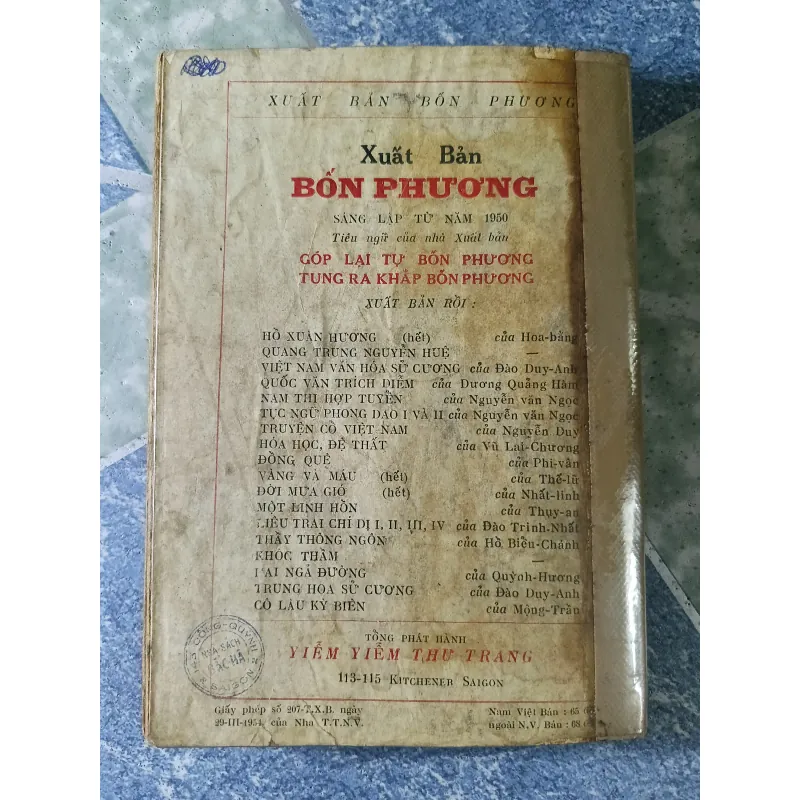 XUẤT BẢN BỐN PHƯƠNG
Xuất Bản
BỐN PHƯƠNG
SÁNG LẬP TỪ NĂM 1950
Tiêu ngữ của nhà Xuất bản
GÓP LẠI TỰ BỐN PHƯƠNG
TUNG RA KHẮP BỐN PHƯƠNG
XUẤT BẢN RỒI :
HỒ XUÂN HƯƠNG (hết) của Hoa-bằng
QUANG TRUNG NGUYỄN HUỆ —
VIỆT NAM VĂN HÓA SỬ CƯƠNG của Đào Duy-Anh
QUỐC VĂN TRÍCH DIỄM của Dương Quảng-Hàm
NAM THI HỢP TUYỂN của Nguyễn văn Ngọc
TỤC NGỮ PHONG DAO I VÀ II của Nguyễn văn Ngọc
TRUYỆN CỔ VIỆT-NAM của Nguyễn Duy
HÓA HỌC, ĐỆ THẤT của Vũ Lai-Chương
ĐỒNG QUÊ của Phi-vân
VÀNG VÀ MÁU (hết) của Thế-lữ
ĐỜI MƯA GIÓ (hết) của Nhất-linh
MỘT LINH HỒN của Thụy-an
LIÊU TRAI CHÍ DỊ I, II, III, IV của Đào Trinh-Nhất
THẦY THÔNG NGÔN của Hồ Biểu-Chánh
KHÓC THẦM —
HAI NGẢ ĐƯỜNG của Quỳnh-Hương
TRUNG HOA SỬ CƯƠNG của Đào Duy-Anh
CÔ LÂU KỲ BIẾN của Mộng-Trần
TỔNG PHÁT HÀNH
YIỄM YIỄM THƯ TRANG
113-115 KITCHENER SAIGON
Giấy phép số 207-T.X.B. ngày
29-III-1954, của Nha T.T.N.V.
Nam Việt Bán : 65
ngoài N.V. Bán : 68
CỐNG-QUỲNH